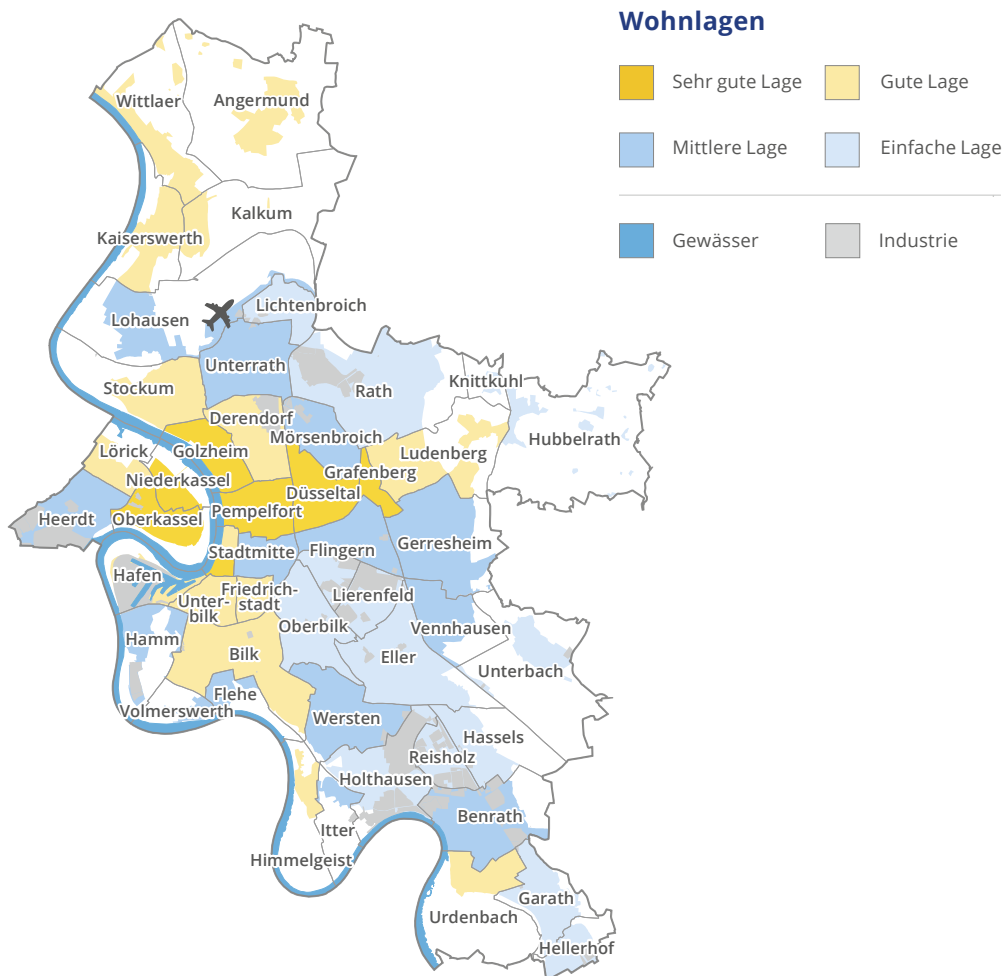 Wohnlagen
Sehr gute Lage
Gute Lage
Mittlere Lage
Einfache Lage
Gewässer
Industrie
Wittlaer
Angermund
Kalkum
Kaiserswerth
Lichtenbroich
Lohausen
Unterrath
Stockum
Rath
Knittkuhl
Derendorf
Mörsenbroich
Hubbelrath
Lörick
Golzheim
Ludenberg
Grafenberg
Niederkassel
Düsseltal
Pempelfort
Heerdt
Oberkassel
Stadtmitte
Flingern
Gerresheim
Hafen
Unter-
bilk
Friedrich-
stadt
Lierenfeld
Oberbilk
Vennhausen
Hamm
Bilk
Eller
Unterbach
Flehe
Volmerswerth
Wersten
Hassels
Reisholz
Holthausen
Benrath
Itter
Himmelgeist
Garath
Urdenbach
Hellerhof